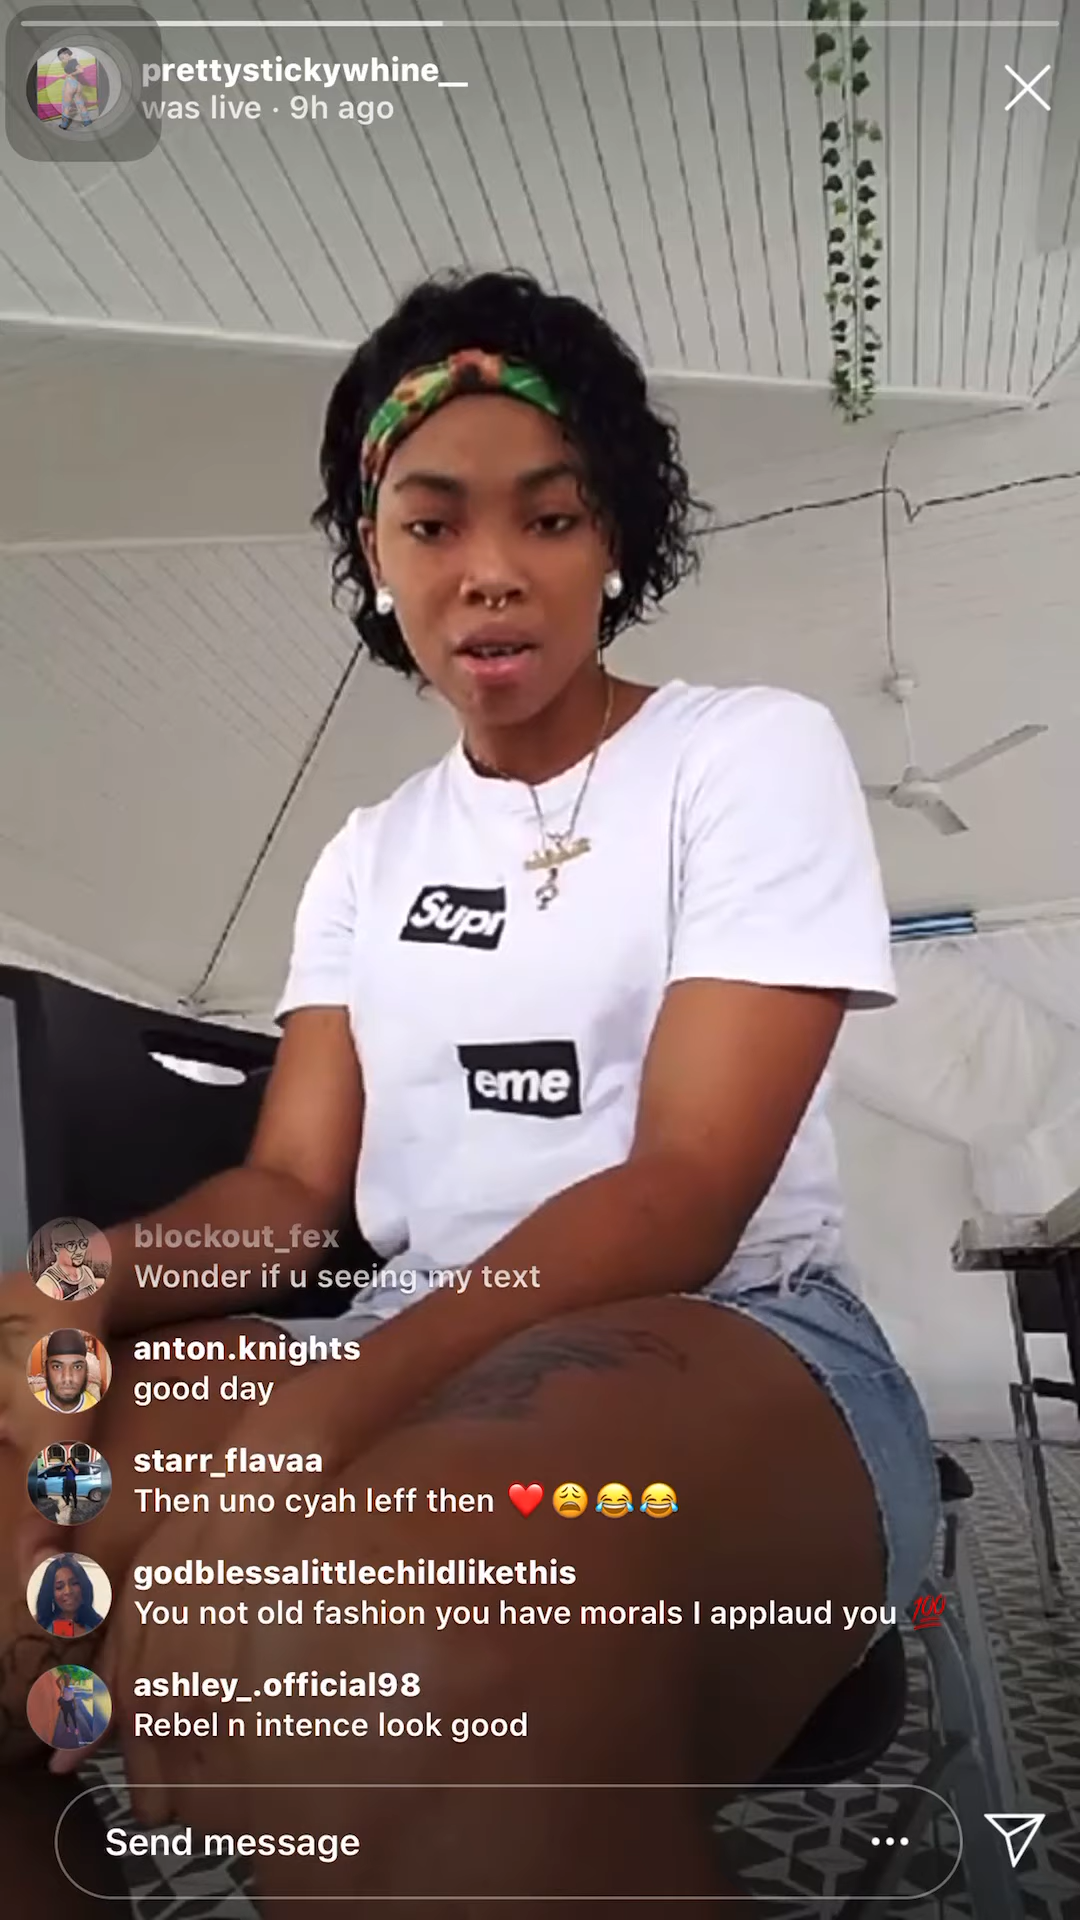 prettystickywhine__
was live · 9h ago
Supr
eme
blockout_fex
Wonder if u seeing my text
anton.knights
good day
starr_flavaa
Then uno cyah leff then ❤️😩😂😂
godblessalittlechildlikethis
You not old fashion you have morals I applaud you 💯
ashley_.official98
Rebel n intence look good
Send message